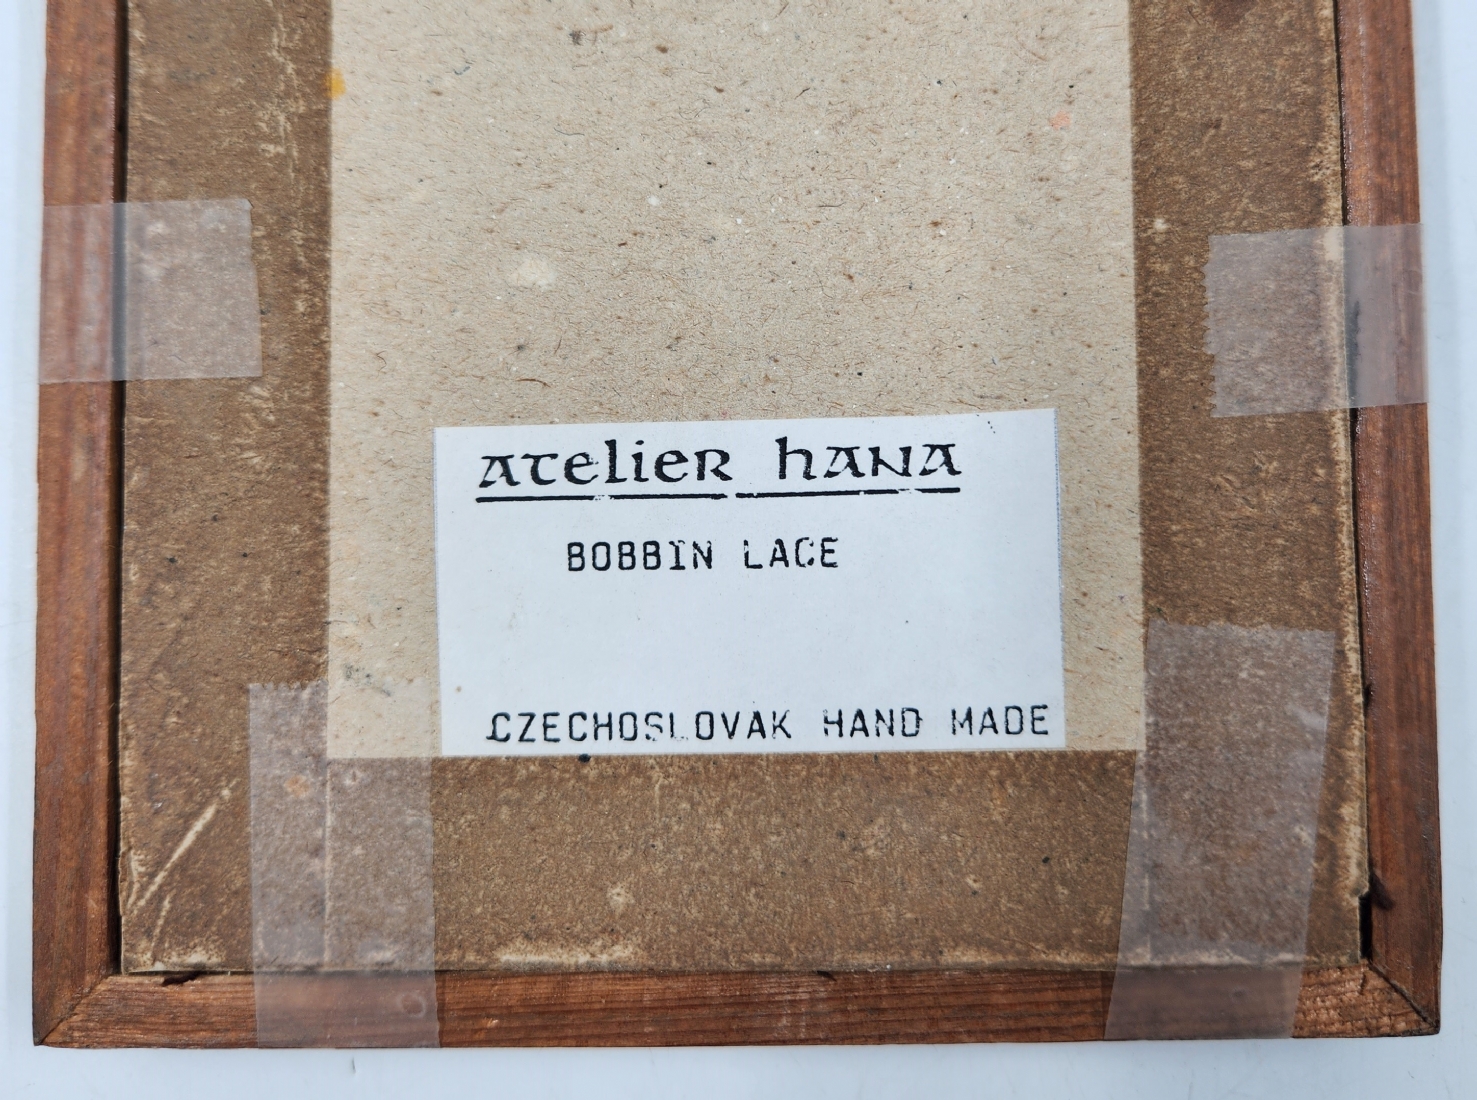 atelier hana
BOBBIN LACE
CZECHOSLOVAK HAND MADE